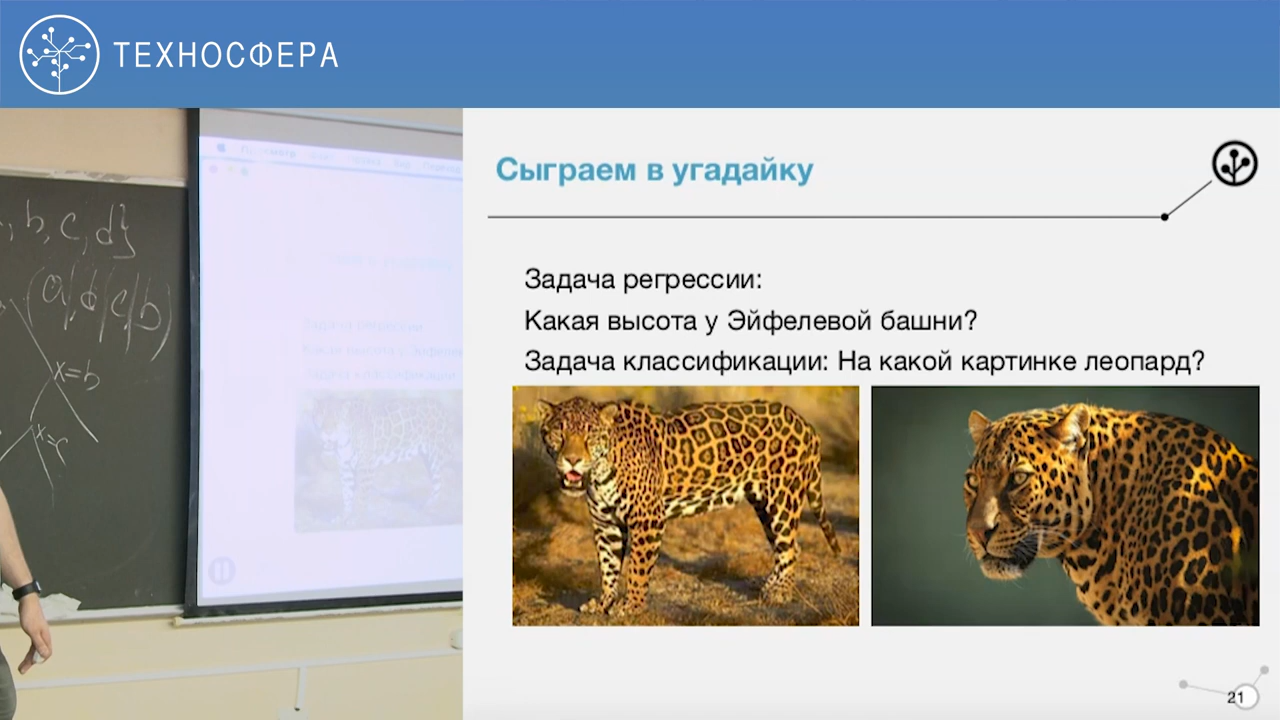 ТЕХНОСФЕРА
b, c, d}
x=b
Сыграем в угадайку
Задача регрессии:
Какая высота у Эйфелевой башни?
Задача классификации: На какой картинке леопард?
21